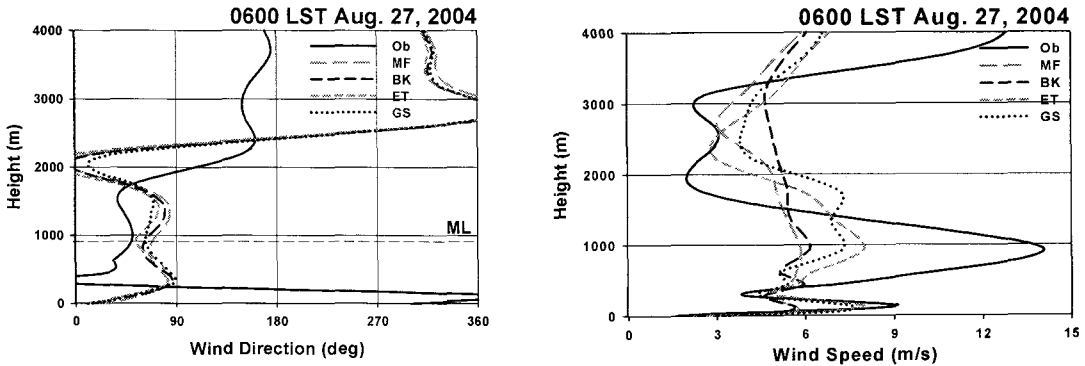 0600 LST Aug. 27, 2004
4000
3000
2000
1000
0
Height (m)
Ob
MF
BK
ET
GS
ML
0
90
180
270
360
Wind Direction (deg)
0600 LST Aug. 27, 2004
4000
3000
2000
1000
0
Height (m)
Ob
MF
BK
ET
GS
0
3
6
9
12
15
Wind Speed (m/s)